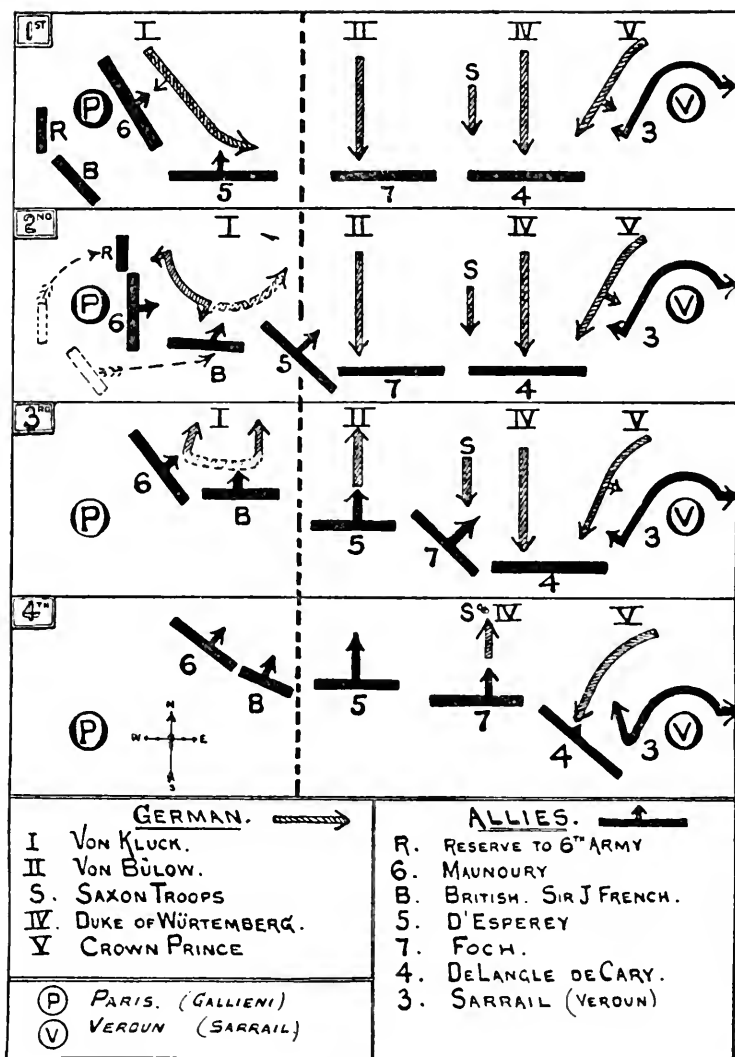 1ST I II IV V
S
P 6 R B 5 7 4 3 V
2ND I II IV V
R S
P 6 B 5 7 4 3 V
3RD I II IV V
S
P 6 B 5 7 4 3 V
4TH S& IV V
P 6 B 5 7 4 3 V
N
W E
S
GERMAN.
I VON KLUCK.
II VON BÜLOW.
S. SAXON TROOPS
IV. DUKE OF WÜRTEMBERG.
V CROWN PRINCE
P PARIS. (GALLIENI)
V VERDUN (SARRAIL)
ALLIES.
R. RESERVE TO 6TH ARMY
6. MAUNOURY
B. BRITISH. SIR J FRENCH.
5. D'ESPEREY
7. FOCH.
4. DE LANGLE DE CARY.
3. SARRAIL (VERDUN)